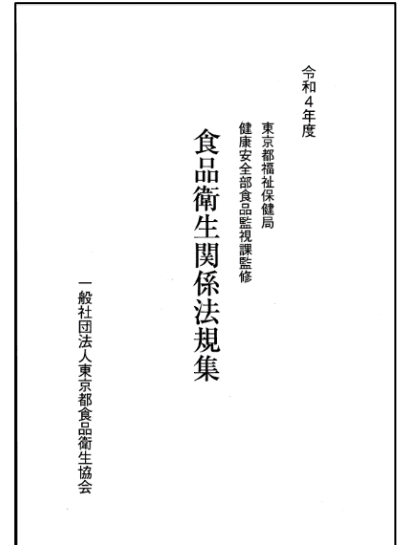 令和４年度
東京都福祉保健局
健康安全部食品監視課監修
食品衛生関係法規集
一般社団法人東京都食品衛生協会